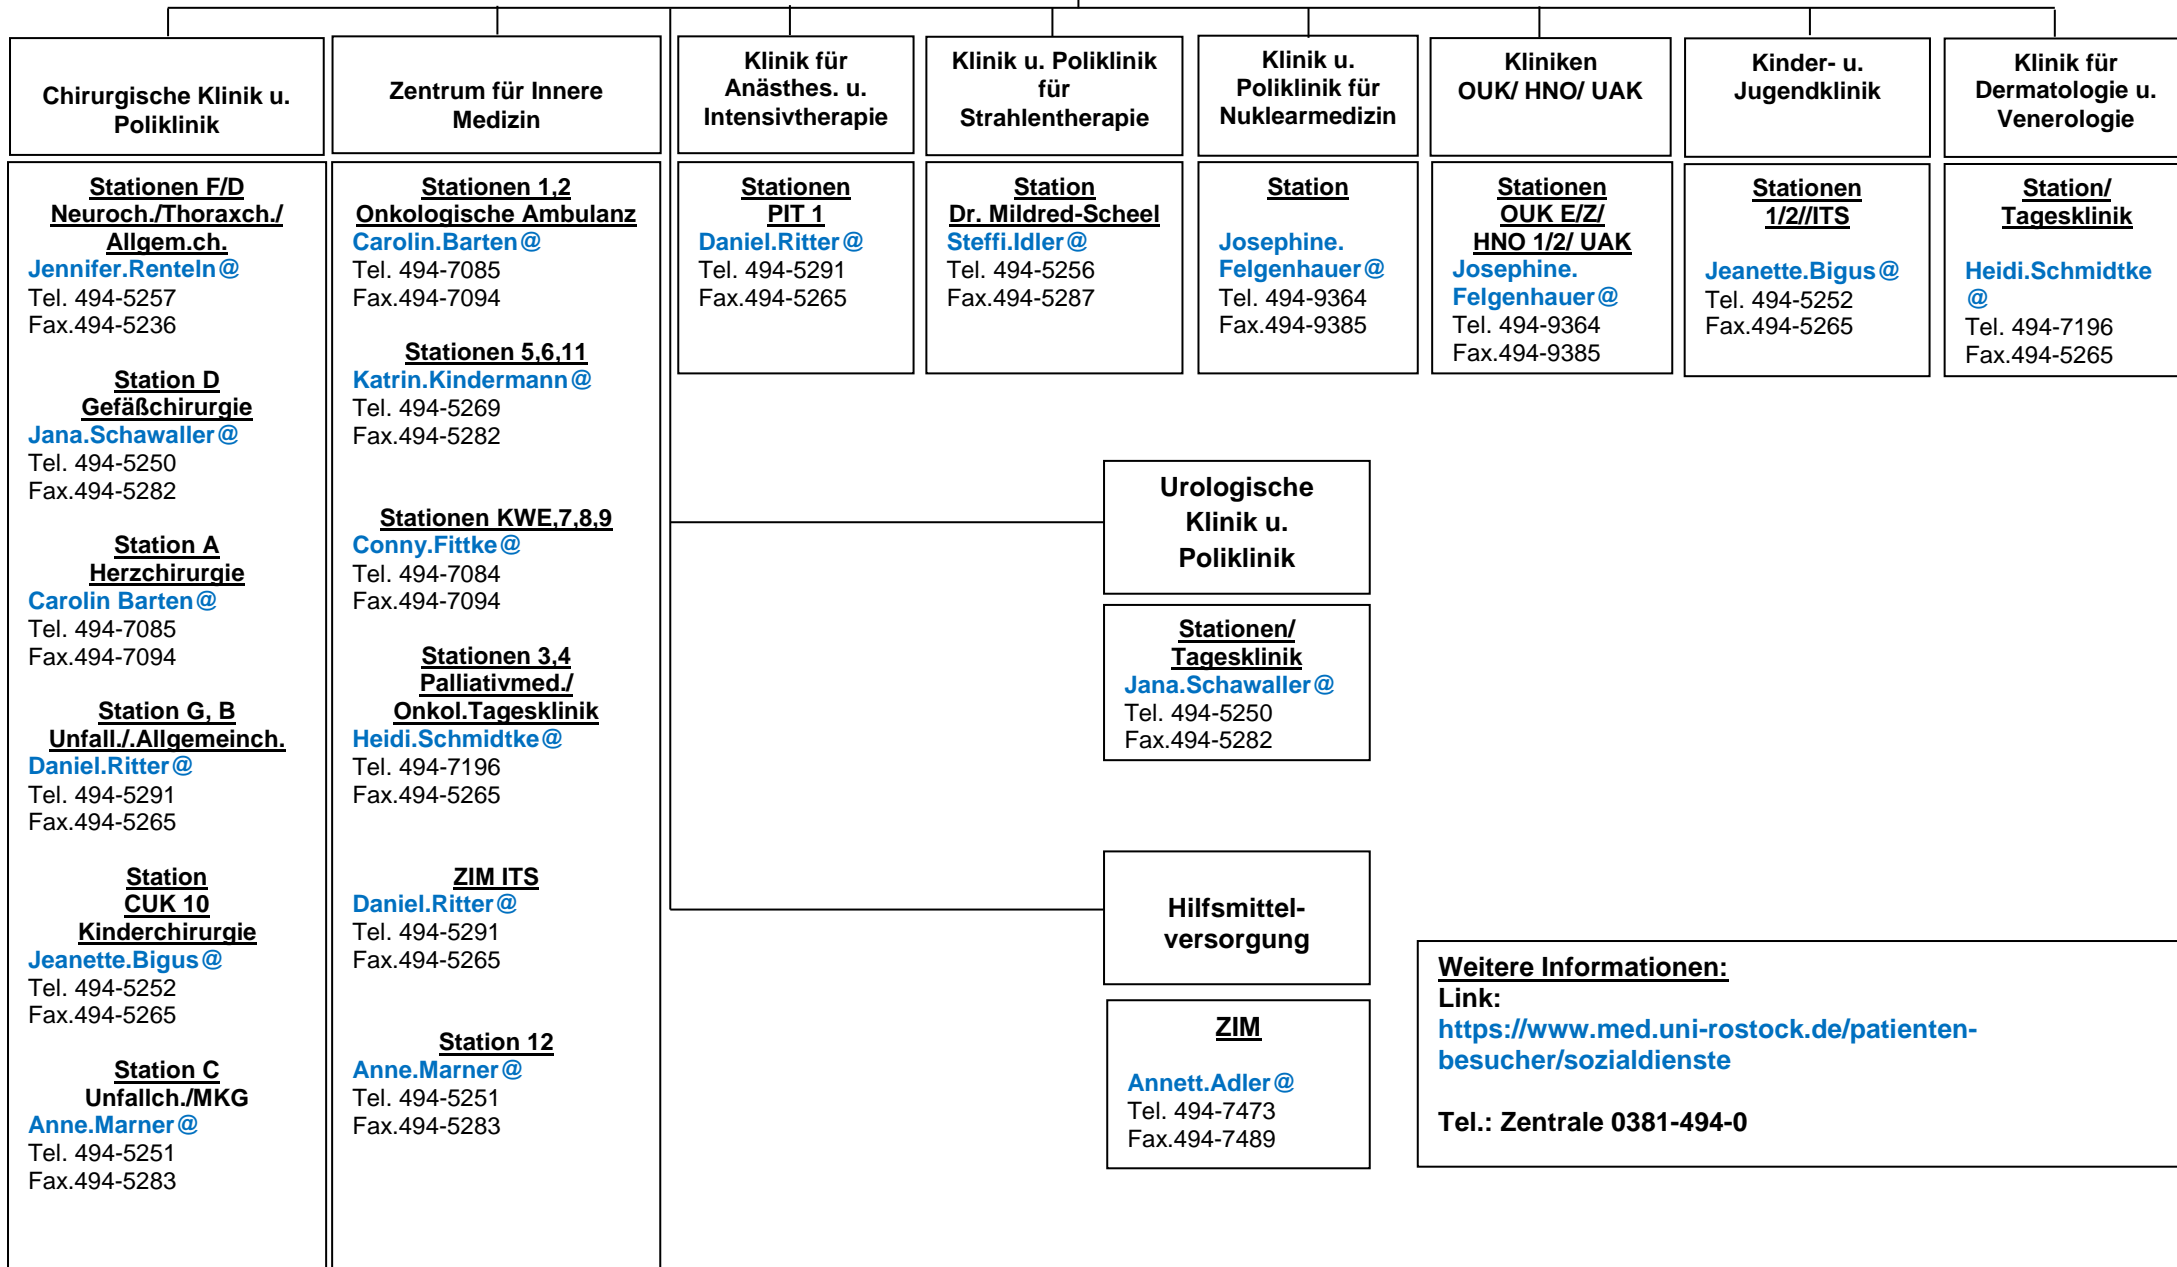 Chirurgische Klinik u.
Poliklinik
Zentrum für Innere
Medizin
Klinik für
Anästhes. u.
Intensivtherapie
Klinik u. Poliklinik
für
Strahlentherapie
Klinik u.
Poliklinik für
Nuklearmedizin
Kliniken
OUK/ HNO/ UAK
Kinder- u.
Jugendklinik
Klinik für
Dermatologie u.
Venerologie
Stationen F/D
Neuroch./Thoraxch./
Allgem.ch.
Jennifer.Renteln@
Tel. 494-5257
Fax.494-5236
Station D
Gefäßchirurgie
Jana.Schawaller@
Tel. 494-5250
Fax.494-5282
Station A
Herzchirurgie
Carolin Barten@
Tel. 494-7085
Fax.494-7094
Station G, B
Unfall./.Allgemeinch.
Daniel.Ritter@
Tel. 494-5291
Fax.494-5265
Station
CUK 10
Kinderchirurgie
Jeanette.Bigus@
Tel. 494-5252
Fax.494-5265
Station C
Unfallch./MKG
Anne.Marner@
Tel. 494-5251
Fax.494-5283
Stationen 1,2
Onkologische Ambulanz
Carolin.Barten@
Tel. 494-7085
Fax.494-7094
Stationen 5,6,11
Katrin.Kindermann@
Tel. 494-5269
Fax.494-5282
Stationen KWE,7,8,9
Conny.Fittke@
Tel. 494-7084
Fax.494-7094
Stationen 3,4
Palliativmed./
Onkol.Tagesklinik
Heidi.Schmidtke@
Tel. 494-7196
Fax.494-5265
ZIM ITS
Daniel.Ritter@
Tel. 494-5291
Fax.494-5265
Station 12
Anne.Marner@
Tel. 494-5251
Fax.494-5283
Stationen
PIT 1
Daniel.Ritter@
Tel. 494-5291
Fax.494-5265
Station
Dr. Mildred-Scheel
Steffi.Idler@
Tel. 494-5256
Fax.494-5287
Station
Josephine.
Felgenhauer@
Tel. 494-9364
Fax.494-9385
Stationen
OUK E/Z/
HNO 1/2/ UAK
Josephine.
Felgenhauer@
Tel. 494-9364
Fax.494-9385
Stationen
1/2//ITS
Jeanette.Bigus@
Tel. 494-5252
Fax.494-5265
Station/
Tagesklinik
Heidi.Schmidtke
@
Tel. 494-7196
Fax.494-5265
Urologische
Klinik u.
Poliklinik
Stationen/
Tagesklinik
Jana.Schawaller@
Tel. 494-5250
Fax.494-5282
Hilfsmittel-
versorgung
ZIM
Annett.Adler@
Tel. 494-7473
Fax.494-7489
Weitere Informationen:
Link:
https://www.med.uni-rostock.de/patienten-
besucher/sozialdienste
Tel.: Zentrale 0381-494-0